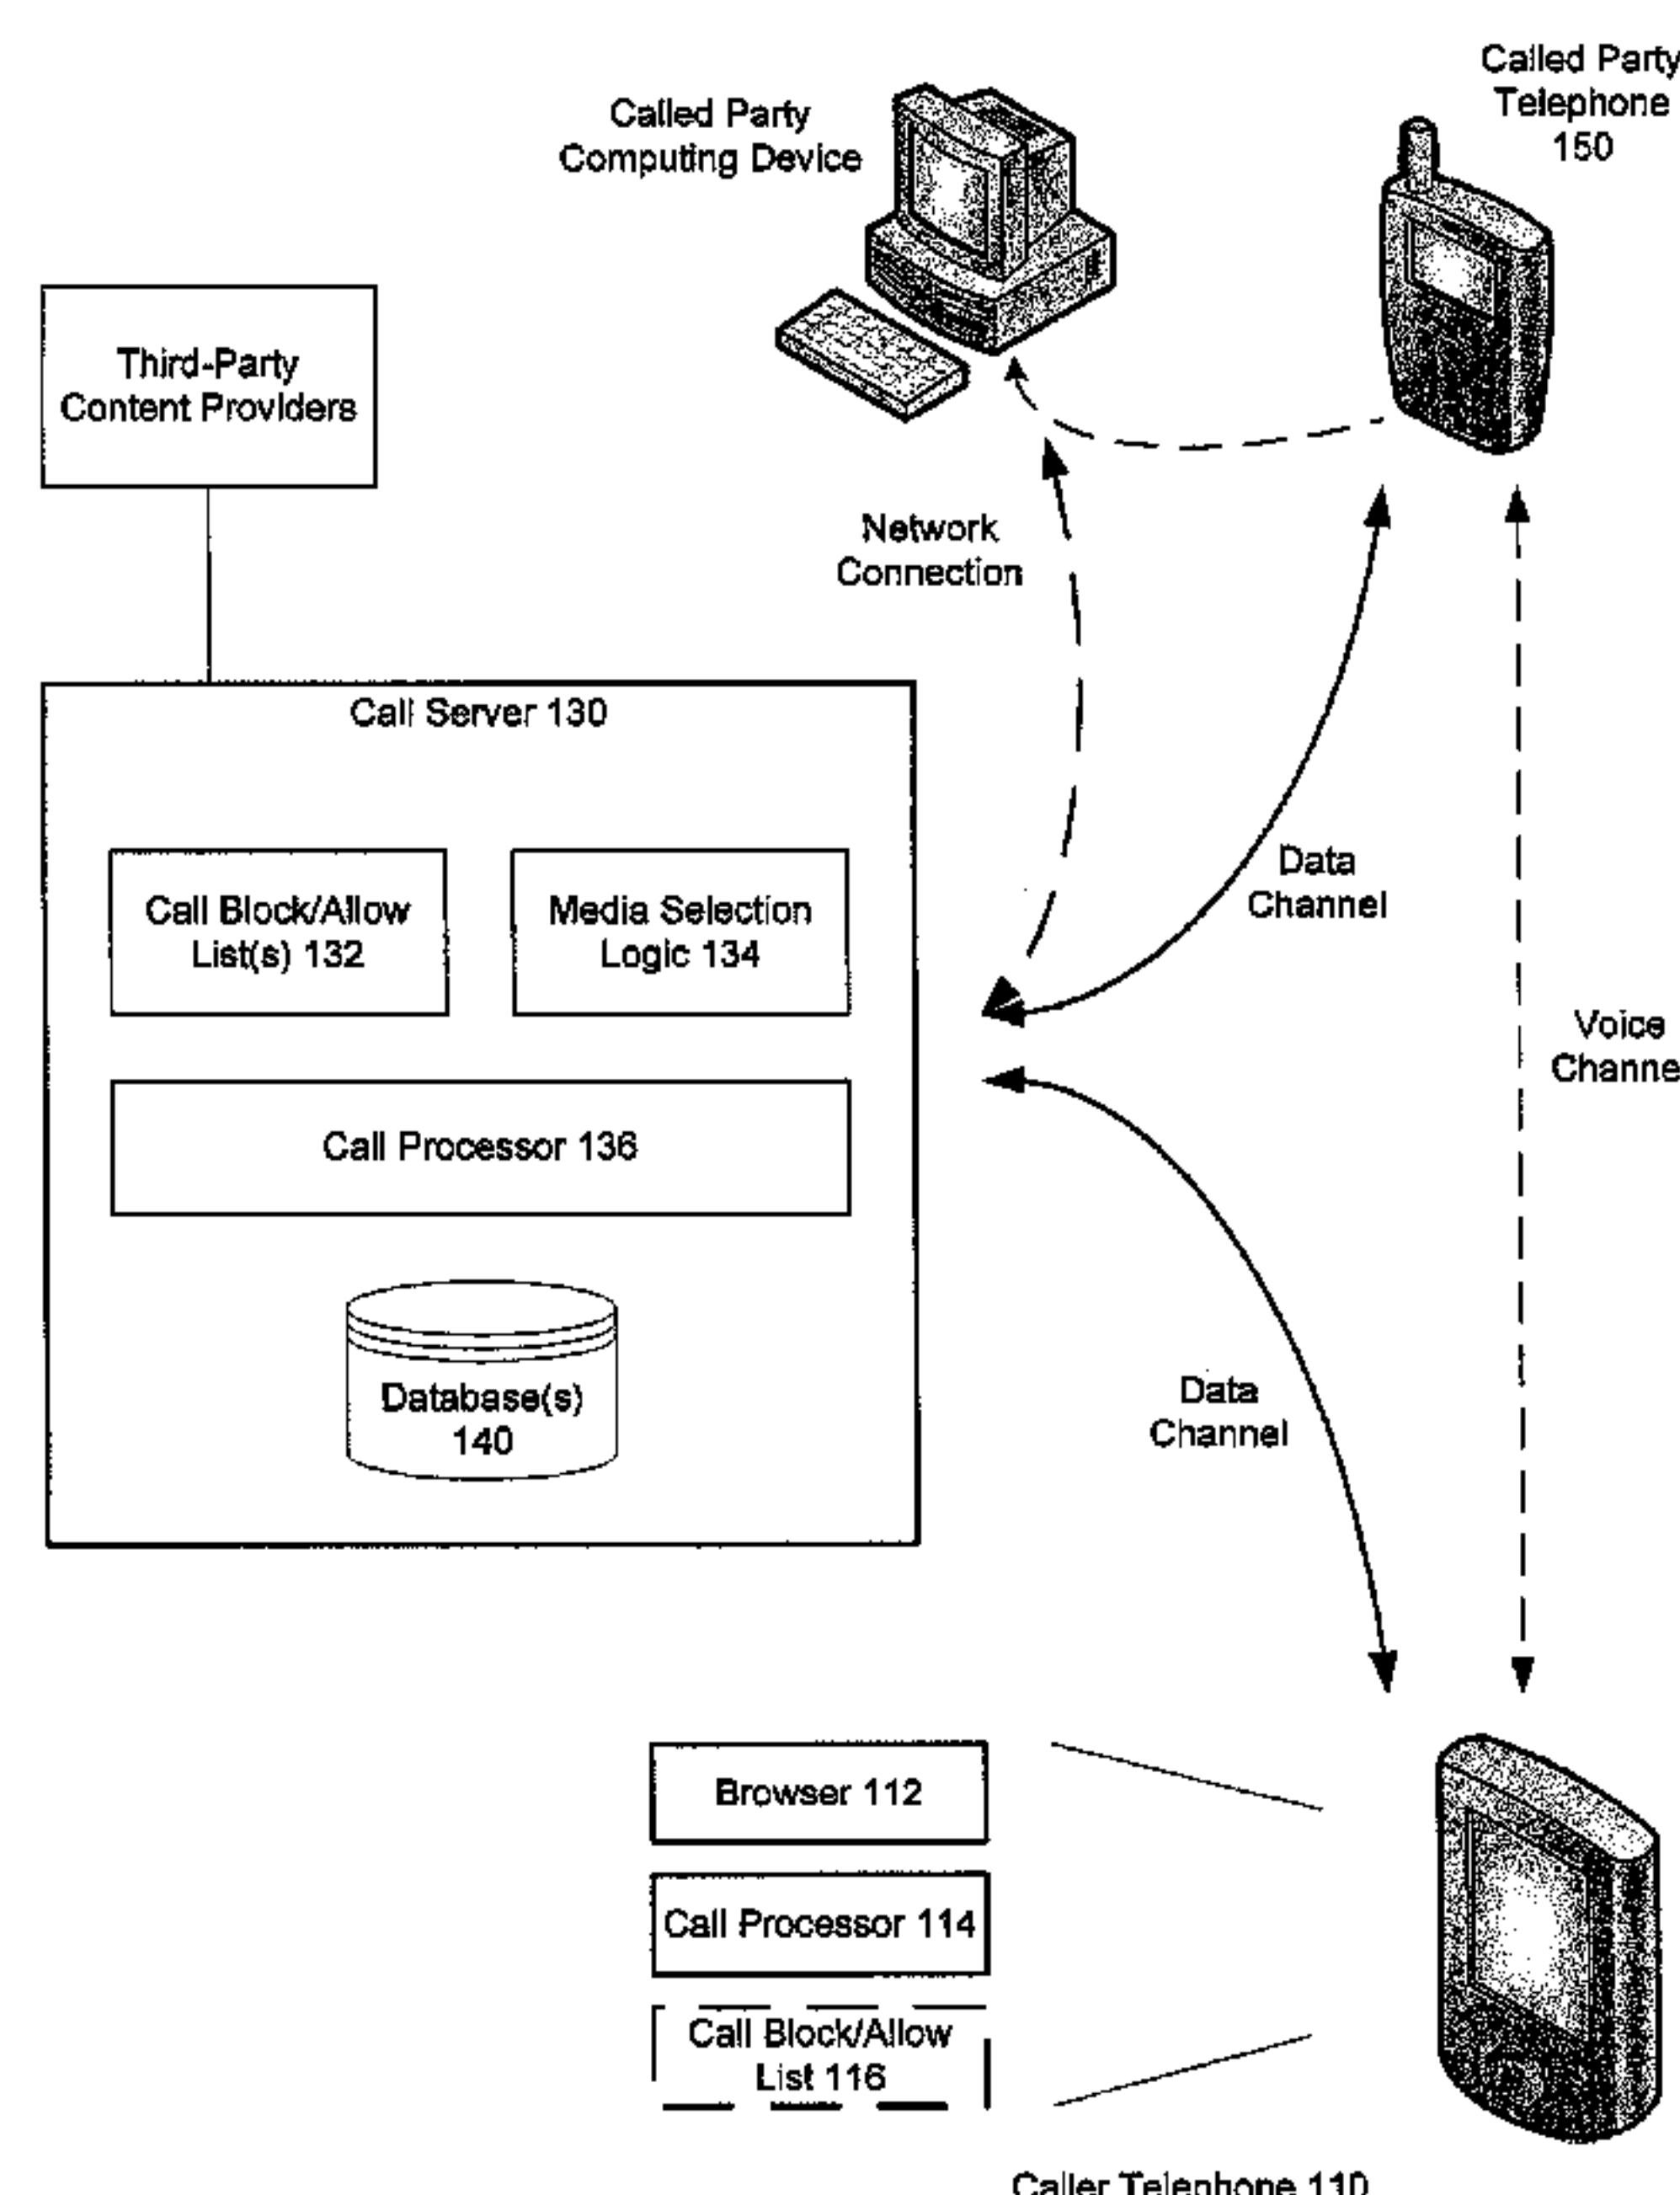 Called Party
Telephone
150
Called Party
Computing Device
Third-Party
Content Providers
Network
Connection
Call Server 130
Call Block/Allow
List(s) 132
Media Selection
Logic 134
Data
Channel
Voice
Channe
Call Processor 136
Database(s)
140
Data
Channel
Browser 112
Call Processor 114
Call Block/Allow
List 116
Caller Telephone 110